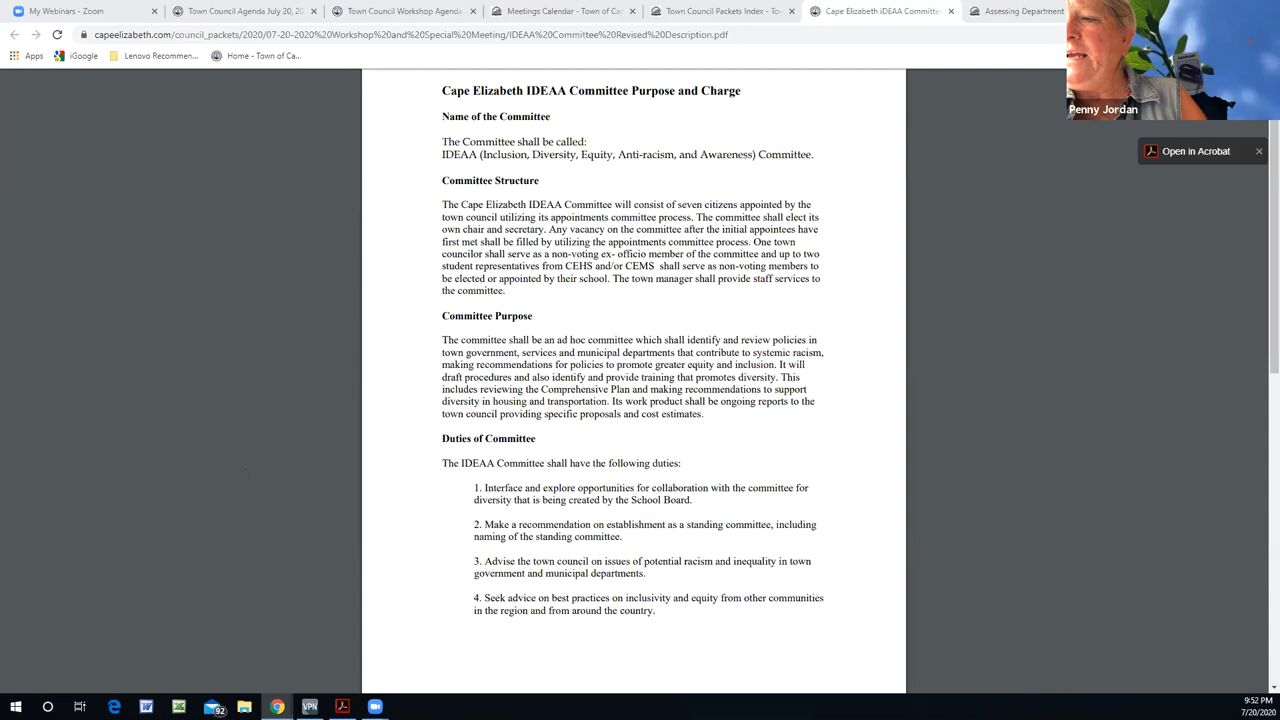 My Webinars - Zoom
Town Council Agenda July 20, 20
Town Council Workshop Agenda
Meetings Calendar - Town of Cap
Town Council Packets Index - To
Cape Elizabeth IDEAA Committe
Assessing Department
capeelizabeth.com/council_packets/2020/07-20-2020%20Workshop%20and%20Special%20Meeting/IDEAA%20Committee%20Revised%20Description.pdf
Apps
iGoogle
Lenovo Recommen...
Home - Town of Ca...
Penny Jordan
Open in Acrobat
Cape Elizabeth IDEAA Committee Purpose and Charge
Name of the Committee
The Committee shall be called:
IDEAA (Inclusion, Diversity, Equity, Anti-racism, and Awareness) Committee.
Committee Structure
The Cape Elizabeth IDEAA Committee will consist of seven citizens appointed by the
town council utilizing its appointments committee process. The committee shall elect its
own chair and secretary. Any vacancy on the committee after the initial appointees have
first met shall be filled by utilizing the appointments committee process. One town
councilor shall serve as a non-voting ex- officio member of the committee and up to two
student representatives from CEHS and/or CEMS shall serve as non-voting members to
be elected or appointed by their school. The town manager shall provide staff services to
the committee.
Committee Purpose
The committee shall be an ad hoc committee which shall identify and review policies in
town government, services and municipal departments that contribute to systemic racism,
making recommendations for policies to promote greater equity and inclusion. It will
draft procedures and also identify and provide training that promotes diversity. This
includes reviewing the Comprehensive Plan and making recommendations to support
diversity in housing and transportation. Its work product shall be ongoing reports to the
town council providing specific proposals and cost estimates.
Duties of Committee
The IDEAA Committee shall have the following duties:
1. Interface and explore opportunities for collaboration with the committee for
diversity that is being created by the School Board.
2. Make a recommendation on establishment as a standing committee, including
naming of the standing committee.
3. Advise the town council on issues of potential racism and inequality in town
government and municipal departments.
4. Seek advice on best practices on inclusivity and equity from other communities
in the region and from around the country.
92
VPN
9:52 PM
7/20/2020